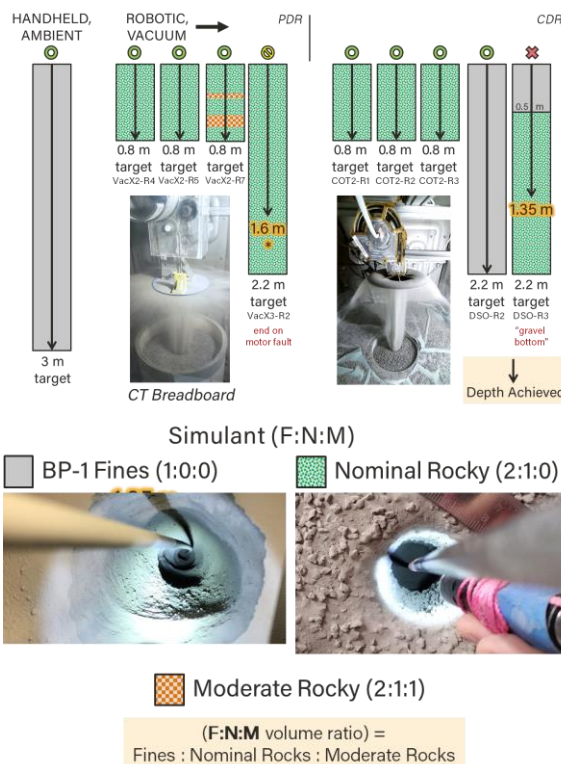 HANDHELD,
AMBIENT
ROBOTIC,
VACUUM
PDR
CDR
0.5 m
0.8 m
target
VacX2-R4
0.8 m
target
VacX2-R5
0.8 m
target
VacX2-R7
0.8 m
target
COT2-R1
0.8 m
target
COT2-R2
0.8 m
target
COT2-R3
1.6 m
*
1.35 m
2.2 m
target
VacX3-R2
end on
motor fault
2.2 m
target
DSO-R2
2.2 m
target
DSO-R3
"gravel
bottom"
3 m
target
CT Breadboard
Depth Achieved
Simulant (F:N:M)
BP-1 Fines (1:0:0)
Nominal Rocky (2:1:0)
Moderate Rocky (2:1:1)
(F:N:M volume ratio) =
Fines : Nominal Rocks : Moderate Rocks